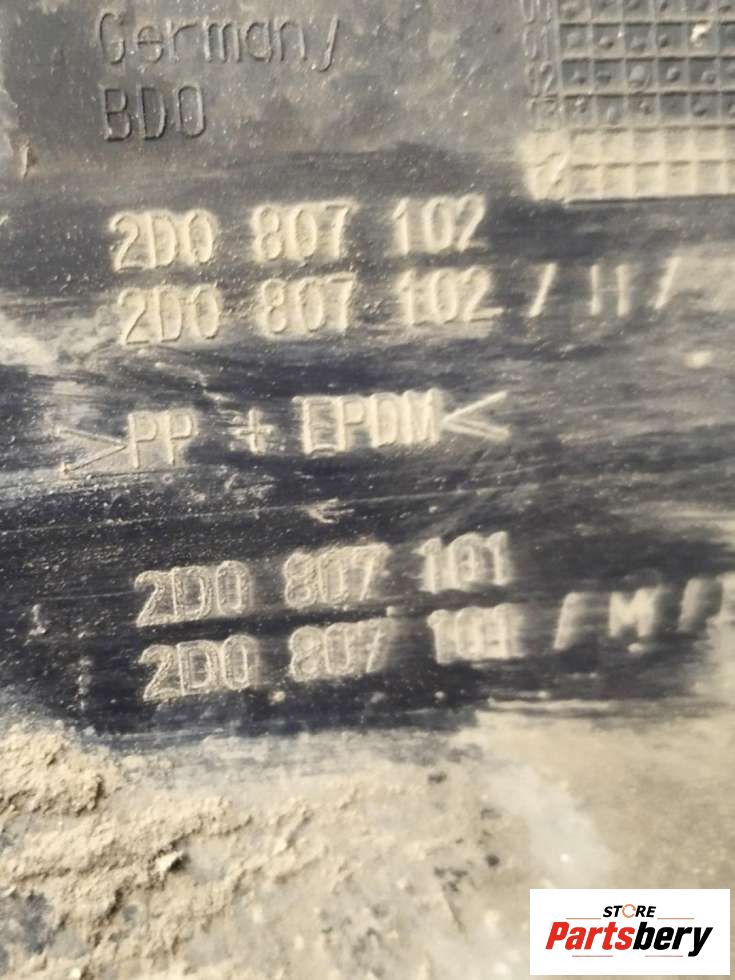 Germany
BDO
2D0 807 102
2D0 807 102 / H /
>PP + EPDM<
2D0 807 101
2D0 807 101 / M /
STORE
Partsbery